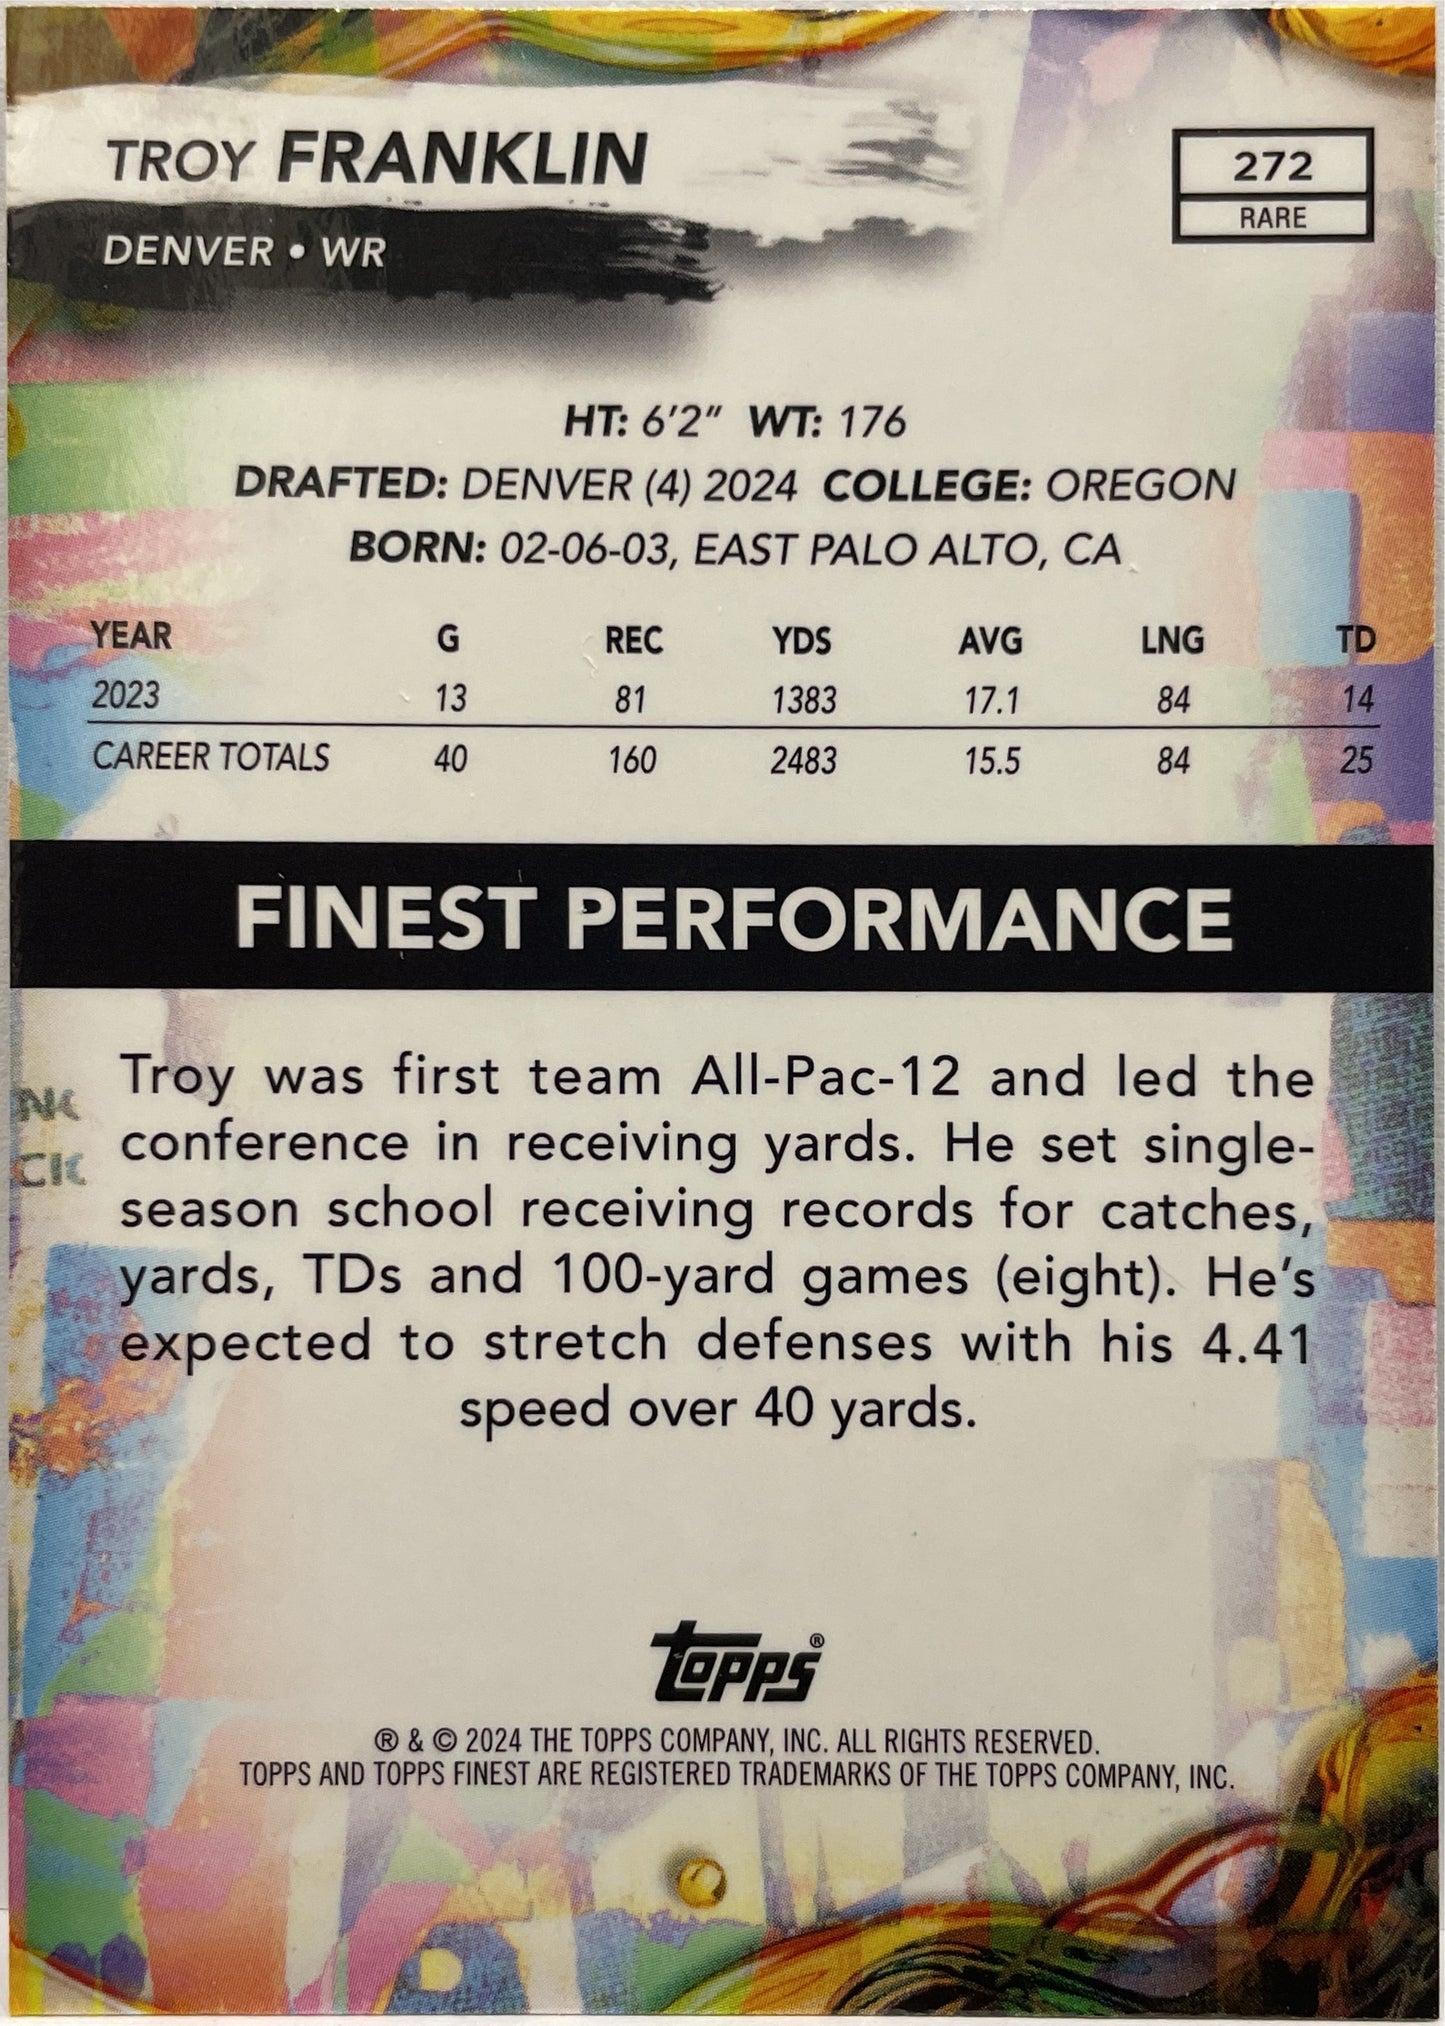 TROY FRANKLIN
DENVER • WR
272
RARE
HT: 6'2" WT: 176
DRAFTED: DENVER (4) 2024 COLLEGE: OREGON
BORN: 02-06-03, EAST PALO ALTO, CA
YEAR G REC YDS AVG LNG TD
2023 13 81 1383 17.1 84 14
CAREER TOTALS 40 160 2483 15.5 84 25
FINEST PERFORMANCE
Troy was first team All-Pac-12 and led the
conference in receiving yards. He set single-
season school receiving records for catches,
yards, TDs and 100-yard games (eight). He's
expected to stretch defenses with his 4.41
speed over 40 yards.
topps®
® & © 2024 THE TOPPS COMPANY, INC. ALL RIGHTS RESERVED.
TOPPS AND TOPPS FINEST ARE REGISTERED TRADEMARKS OF THE TOPPS COMPANY, INC.